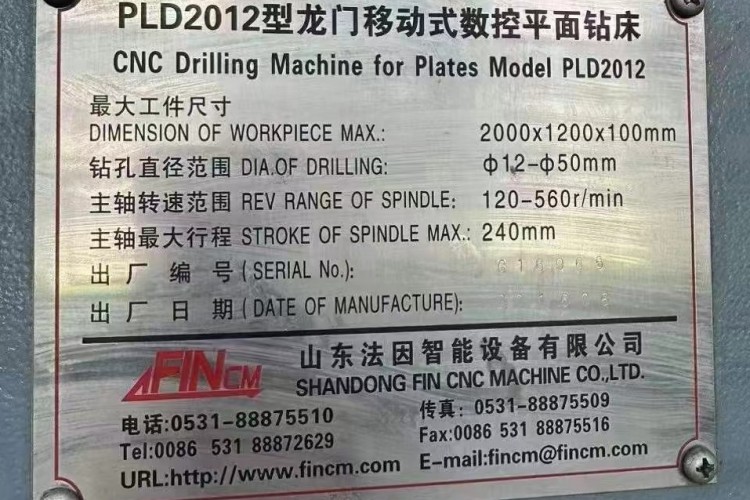 PLD2012型龙门移动式数控平面钻床
CNC Drilling Machine for Plates Model PLD2012
最大工件尺寸
DIMENSION OF WORKPIECE MAX.: 2000x1200x100mm
钻孔直径范围 DIA.OF DRILLING: φ12-φ50mm
主轴转速范围 REV RANGE OF SPINDLE: 120-560r/min
主轴最大行程 STROKE OF SPINDLE MAX.: 240mm
出厂编号(SERIAL No.):
出厂日期(DATE OF MANUFACTURE):
FINCM
山东法因智能设备有限公司
SHANDONG FIN CNC MACHINE CO.,LTD.
电话:0531-88875510 传真: 0531-88875509
Tel:0086 531 88872629 Fax:0086 531 88875516
URL:http://www.fincm.com E-mail:fincm@fincm.com